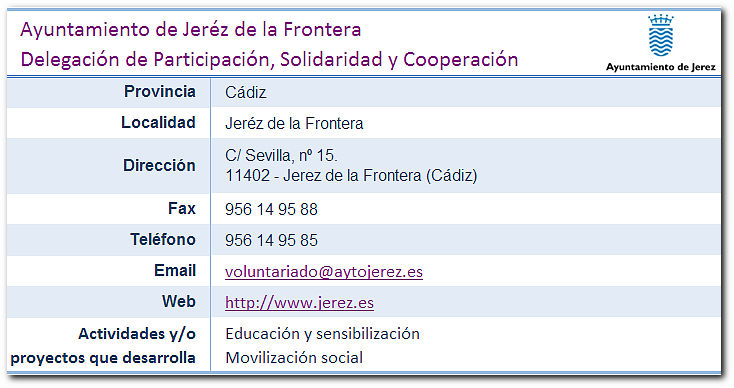 Ayuntamiento de Jeréz de la Frontera
Delegación de Participación, Solidaridad y Cooperación
Ayuntamiento de Jerez
Provincia Cádiz
Localidad Jeréz de la Frontera
Dirección C/ Sevilla, nº 15.
11402 - Jerez de la Frontera (Cádiz)
Fax 956 14 95 88
Teléfono 956 14 95 85
Email voluntariado@aytojerez.es
Web http://www.jerez.es
Actividades y/o Educación y sensibilización
proyectos que desarrolla Movilización social